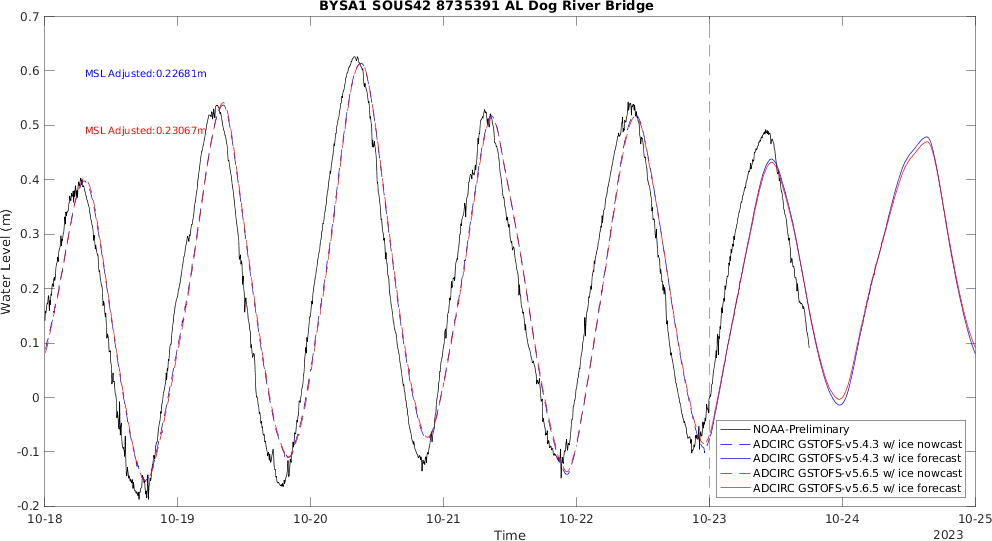 BYSA1 SOUS42 8735391 AL Dog River Bridge
0.7
0.6
0.5
0.4
0.3
0.2
0.1
0
-0.1
-0.2
Water Level (m)
MSL Adjusted:0.22681m
MSL Adjusted:0.23067m
NOAA-Preliminary
ADCIRC GSTOFS-v5.4.3 w/ ice nowcast
ADCIRC GSTOFS-v5.4.3 w/ ice forecast
ADCIRC GSTOFS-v5.6.5 w/ ice nowcast
ADCIRC GSTOFS-v5.6.5 w/ ice forecast
10-18 10-19 10-20 10-21 10-22 10-23 10-24 10-25
Time
2023